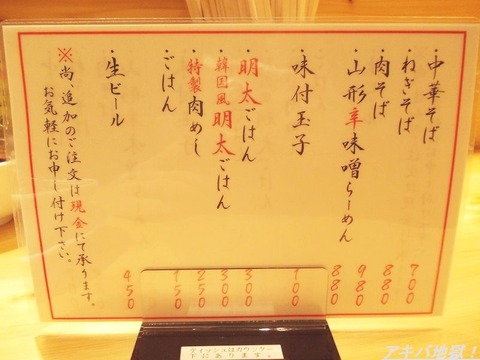 ・中華そば 700
・ねぎそば 800
・肉そば 980
・山形辛味噌らーめん 880
・味付玉子 100
・明太ごはん 300
・韓国風明太ごはん 300
・特製肉めし 250
・ごはん 150
・生ビール 450
※尚、追加のご注文は現金にて承ります。
お気軽にお申し付け下さい。
ティッシュはカウンター
下にあります。
アキバ地獄！